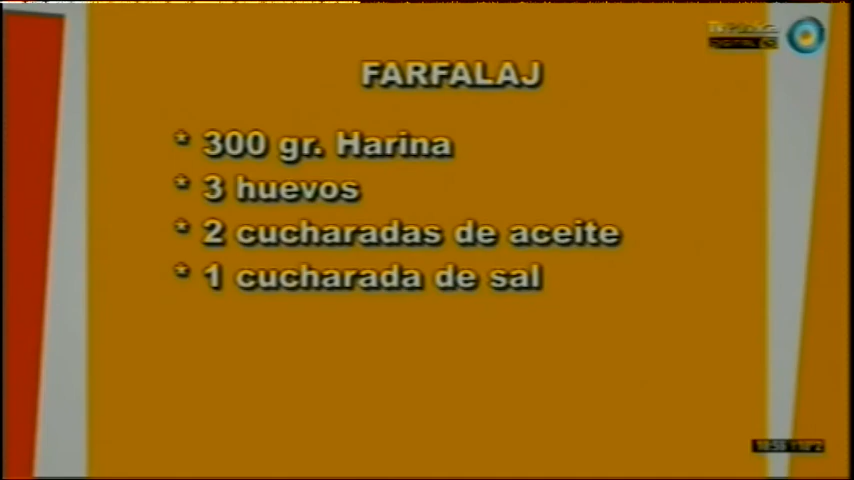 FARFALAJ
* 300 gr. Harina
* 3 huevos
* 2 cucharadas de aceite
* 1 cucharada de sal